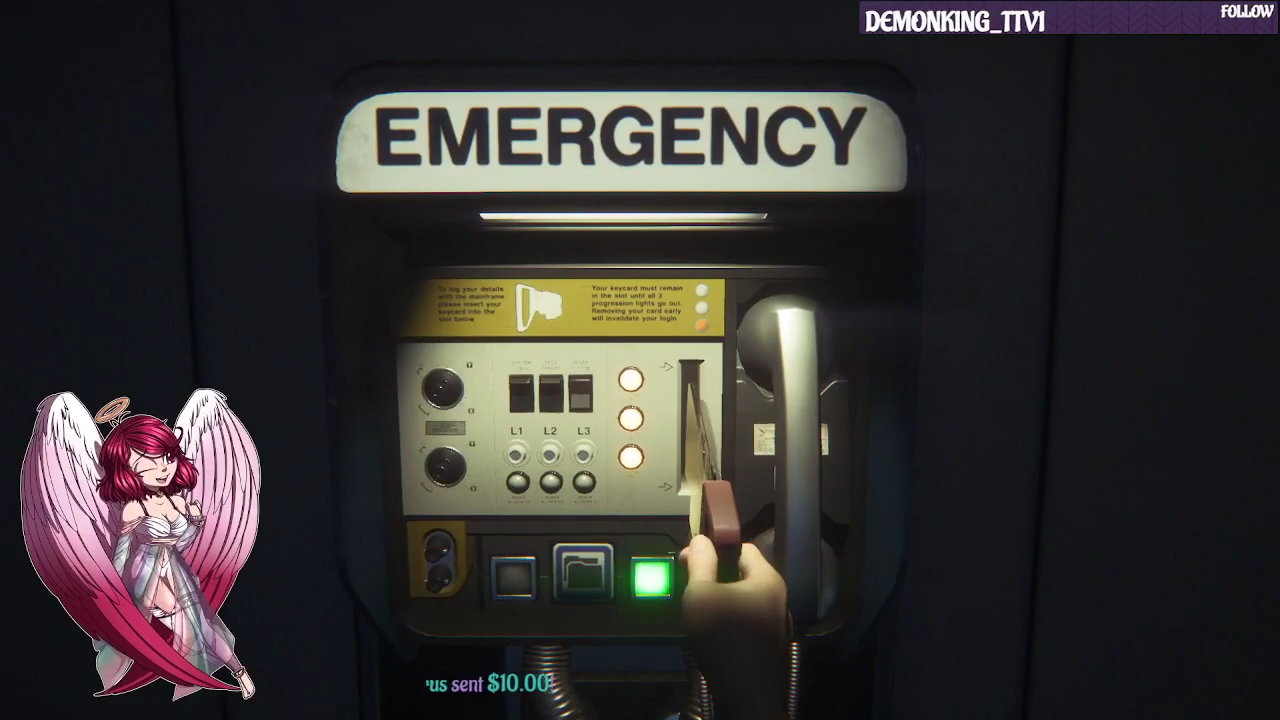 DEMONKING_TTV1
FOLLOW
EMERGENCY
To log your details
with the mainframe
please insert your
keycard into the
slot below
Your keycard must remain
in the slot until all 3
progression lights go out.
Removing your card early
will invalidate your login
L1 L2 L3
us sent $10.00!